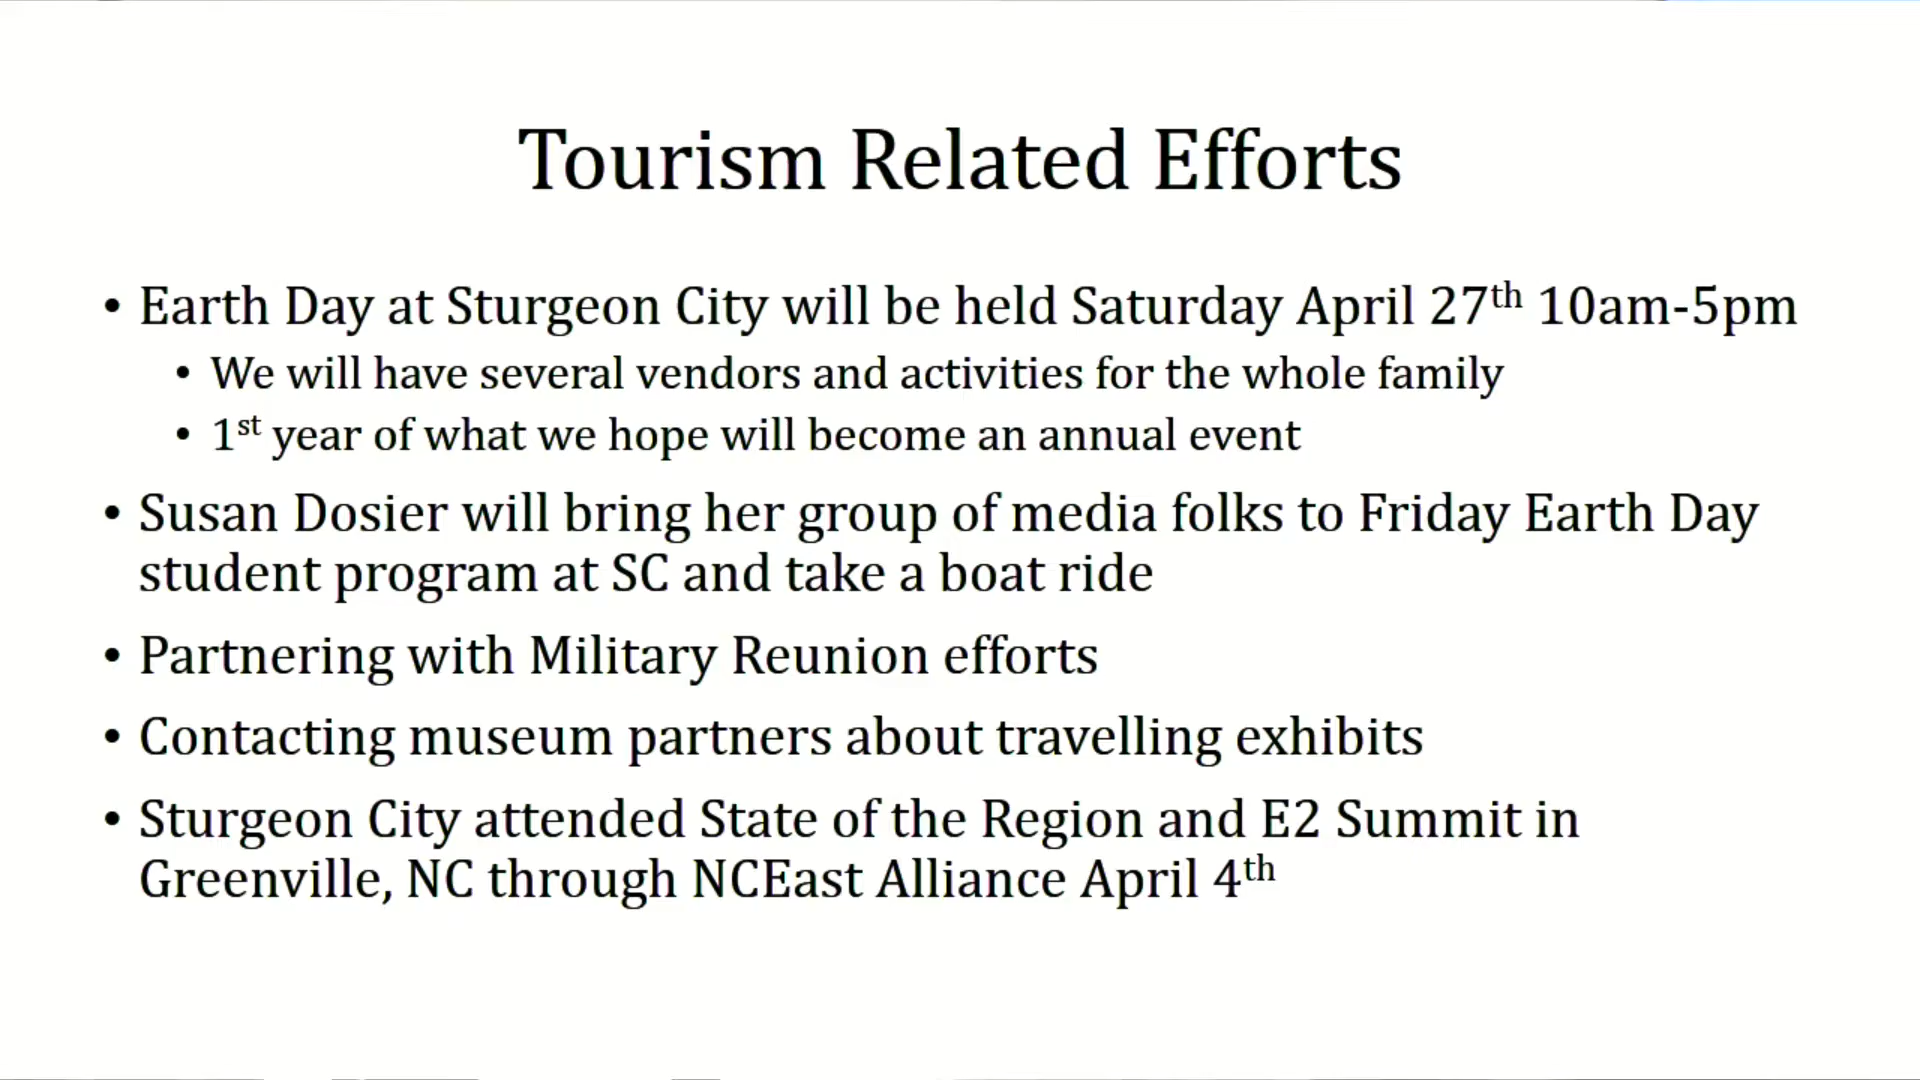 Tourism Related Efforts
• Earth Day at Sturgeon City will be held Saturday April 27th 10am-5pm
• We will have several vendors and activities for the whole family
• 1st year of what we hope will become an annual event
• Susan Dosier will bring her group of media folks to Friday Earth Day
student program at SC and take a boat ride
• Partnering with Military Reunion efforts
• Contacting museum partners about travelling exhibits
• Sturgeon City attended State of the Region and E2 Summit in
Greenville, NC through NCEast Alliance April 4th